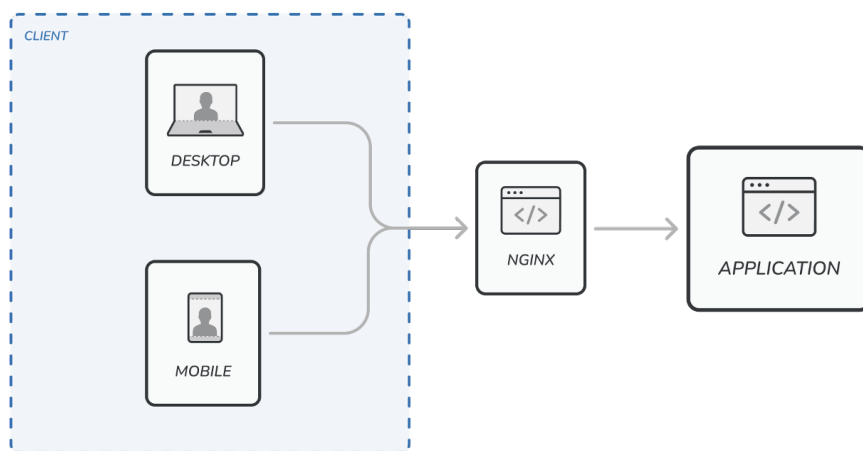 CLIENT
DESKTOP
MOBILE
</>
NGINX
</>
APPLICATION